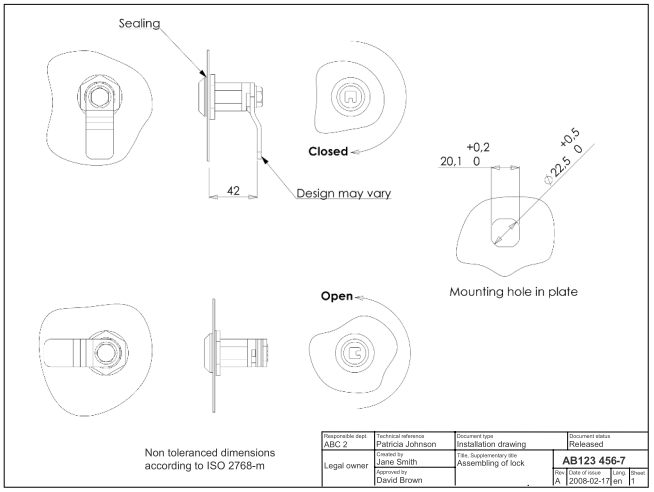 Sealing
Closed
42
Design may vary
+0,2
20,1 0
+0,5
Ø 22,5 0
Mounting hole in plate
Open
Non toleranced dimensions
according to ISO 2768-m
Responsible dept.
ABC 2
Technical reference
Patricia Johnson
Document type
Installation drawing
Document status
Released
Legal owner
Created by
Jane Smith
Approved by
David Brown
Title, Supplementary title
Assembling of lock
AB123 456-7
Rev.
A
Date of issue
2008-02-17
Lang.
en
Sheet
1